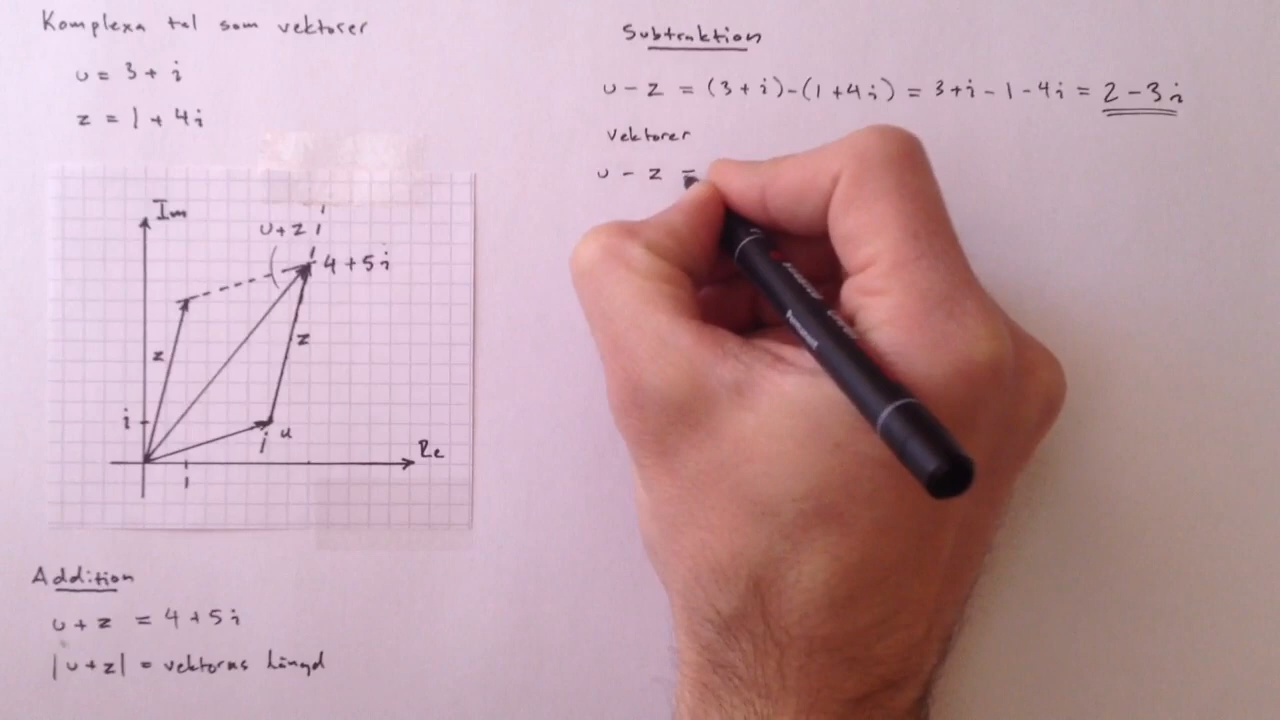 Komplexa tal som vektorer
u = 3 + i
z = 1 + 4i
Im
u+z
4+5i
z
z
i
u
Re
1
Addition
u+z = 4+5i
|u+z| = vektorns längd
Subtraktion
u - z = (3+i)-(1+4i) = 3+i-1-4i = 2-3i
Vektorer
u - z =
Permanent